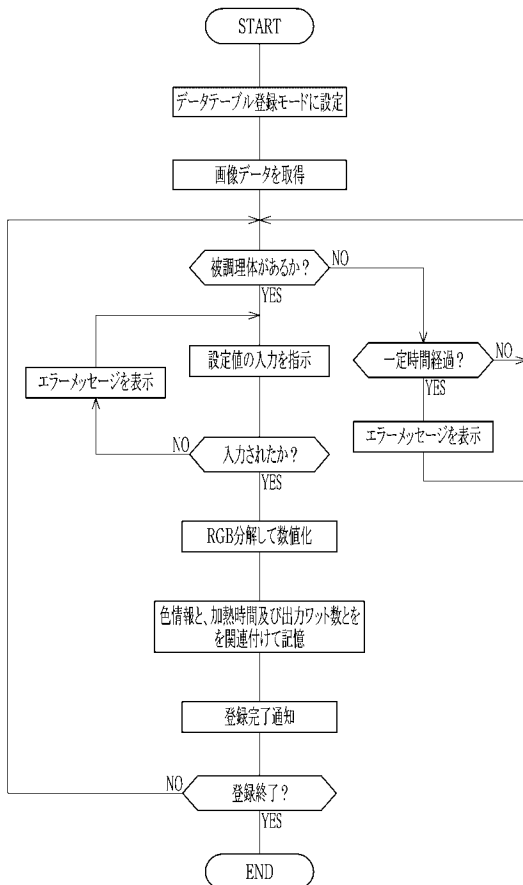 START
データテーブル登録モードに設定
画像データを取得
被調理体があるか？
NO
YES
設定値の入力を指示
一定時間経過？
NO
YES
エラーメッセージを表示
エラーメッセージを表示
入力されたか？
NO
YES
RGB分解して数値化
色情報と、加熱時間及び出力ワット数とを
を関連付けて記憶
登録完了通知
登録終了？
NO
YES
END